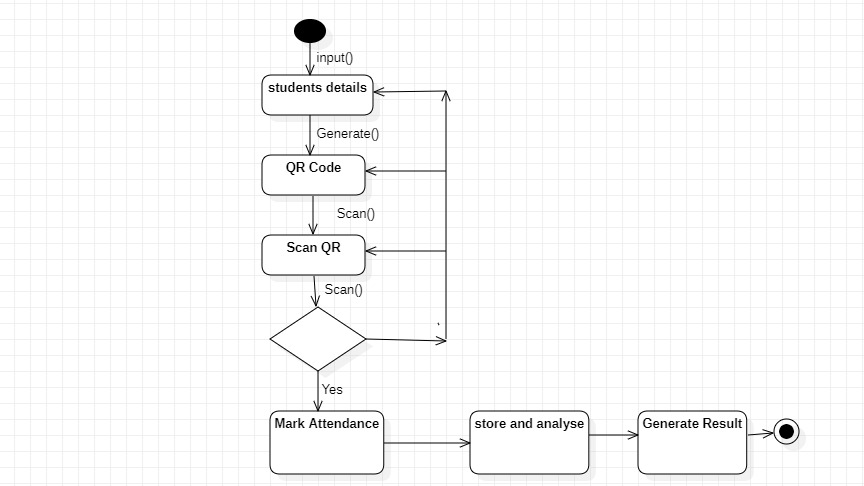 input()
students details
Generate()
QR Code
Scan()
Scan QR
Scan()
Yes
Mark Attendance
store and analyse
Generate Result